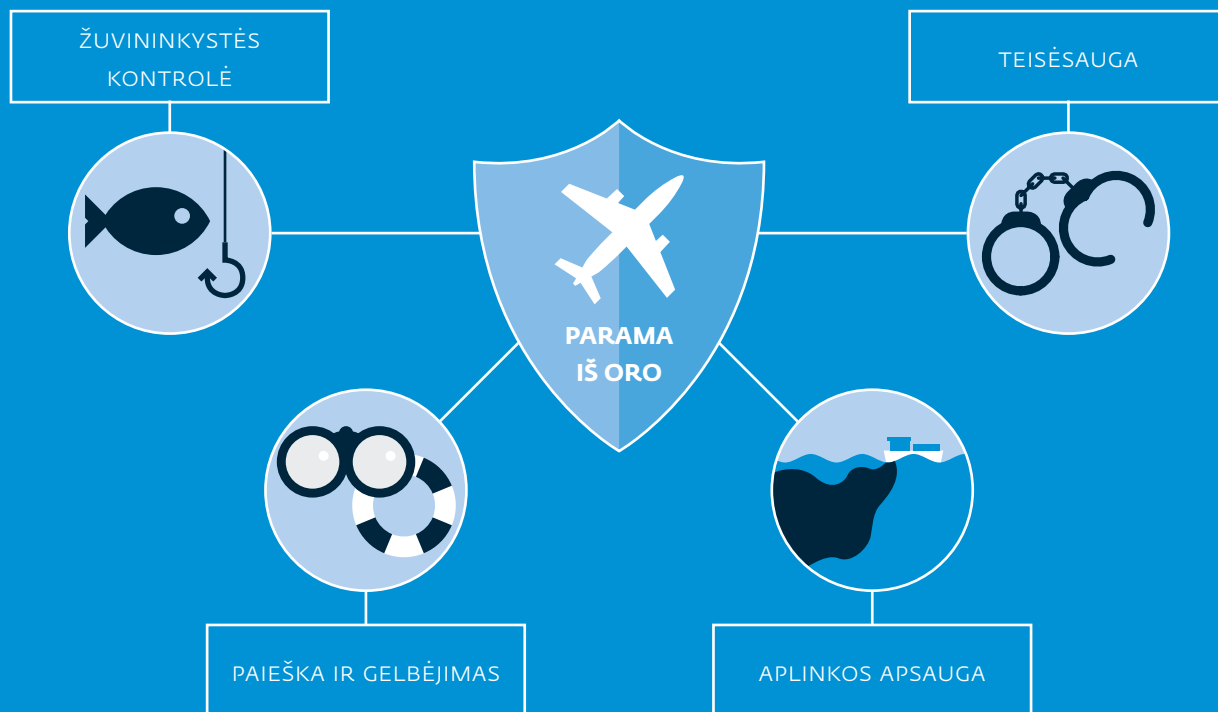 ŽUVININKYSTĖS
KONTROLĖ
TEISĖSAUGA
PARAMA
IŠ ORO
PAIEŠKA IR GELBĖJIMAS
APLINKOS APSAUGA